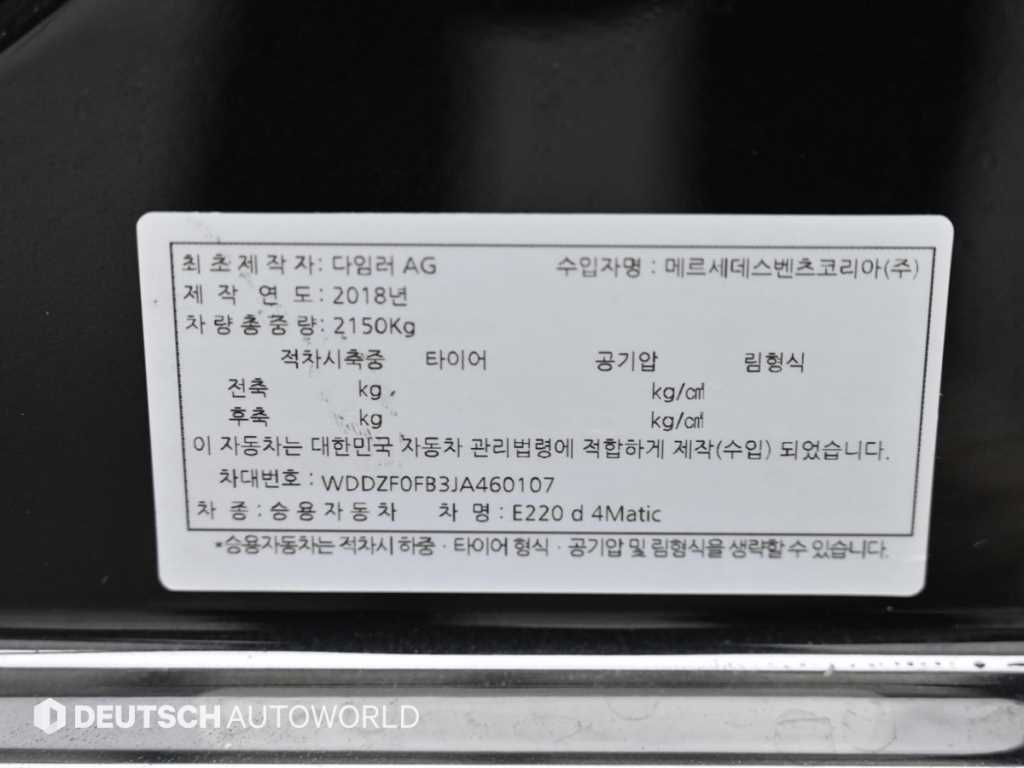 최초제작자: 다임러 AG 수입자명 : 메르세데스벤츠코리아(주)
제 작 연 도: 2018년
차량총중량: 2150Kg
적차시축중 타이어 공기압 림형식
전축 kg kg/㎠
후축 kg kg/㎠
이 자동차는 대한민국 자동차 관리법령에 적합하게 제작(수입) 되었습니다.
차대번호 : WDDZF0FB3JA460107
차 종 : 승용자동차 차 명 : E220 d 4Matic
*승용자동차는 적차시 하중 · 타이어 형식 · 공기압 및 림형식을 생략할 수 있습니다.
DEUTSCH AUTOWORLD